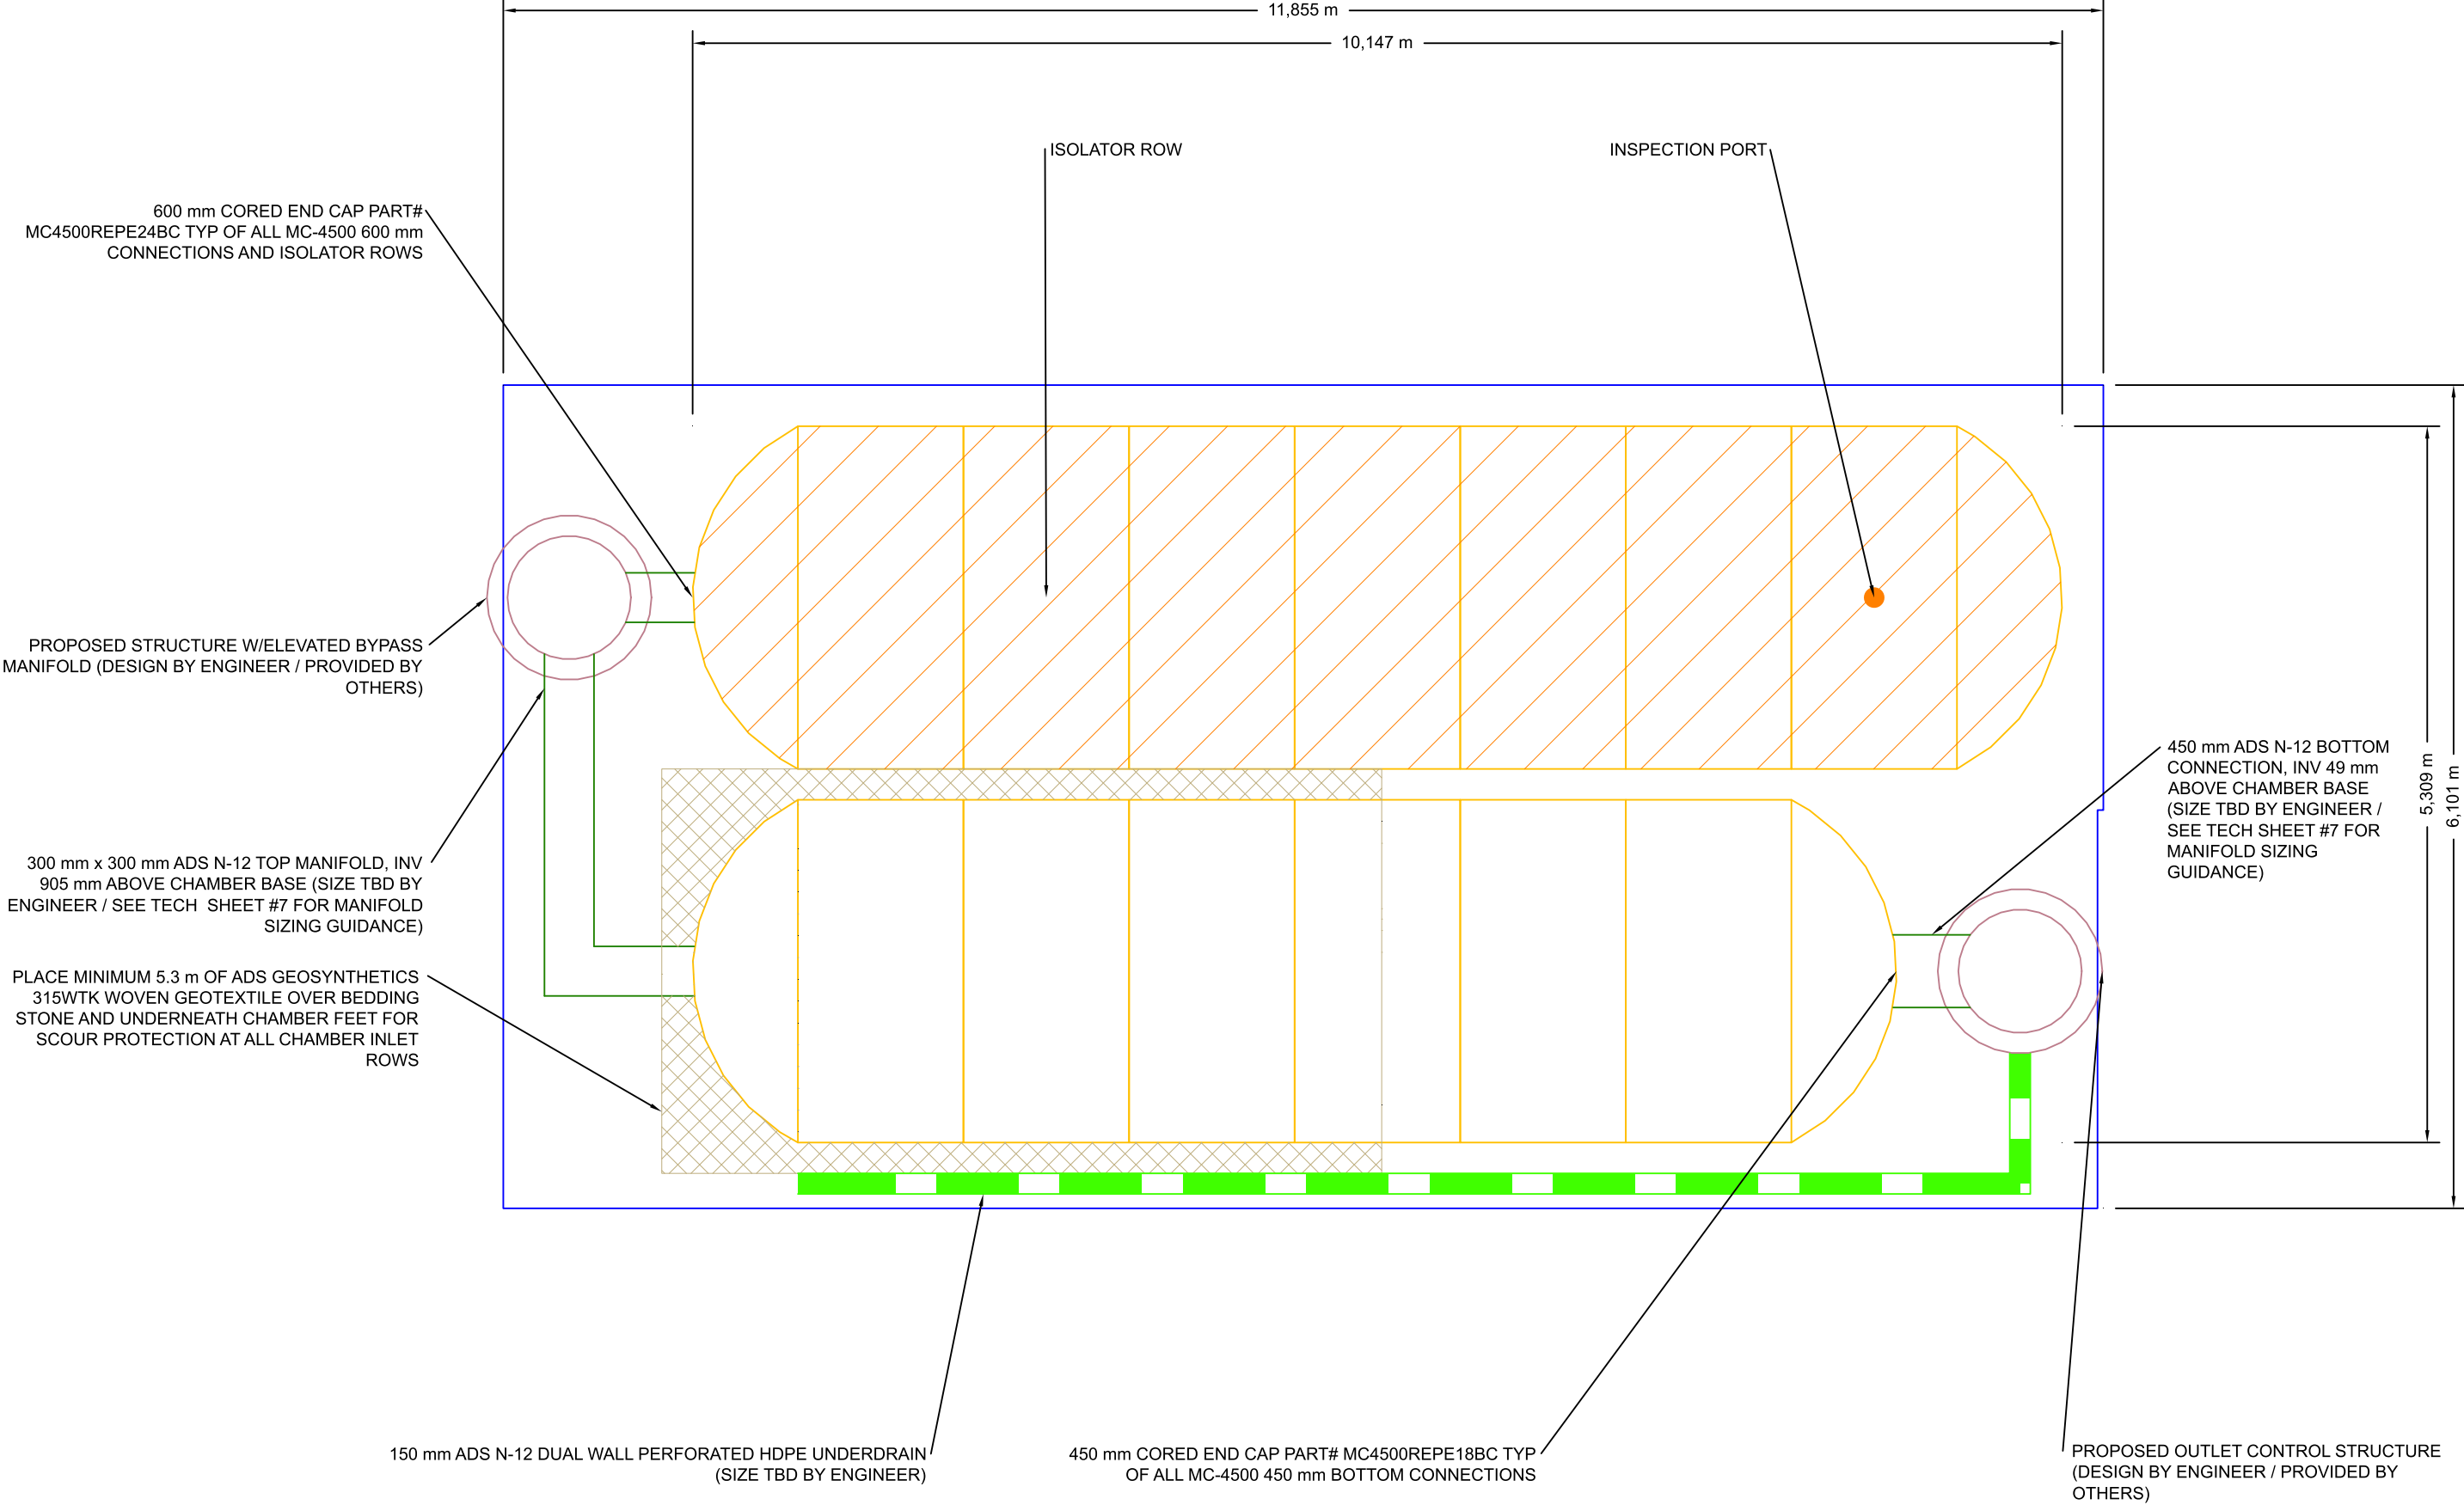 11,855 m
10,147 m
ISOLATOR ROW
INSPECTION PORT
600 mm CORED END CAP PART#
MC4500REPE24BC TYP OF ALL MC-4500 600 mm
CONNECTIONS AND ISOLATOR ROWS
PROPOSED STRUCTURE W/ELEVATED BYPASS
MANIFOLD (DESIGN BY ENGINEER / PROVIDED BY
OTHERS)
300 mm x 300 mm ADS N-12 TOP MANIFOLD, INV
905 mm ABOVE CHAMBER BASE (SIZE TBD BY
ENGINEER / SEE TECH SHEET #7 FOR MANIFOLD
SIZING GUIDANCE)
PLACE MINIMUM 5.3 m OF ADS GEOSYNTHETICS
315WTK WOVEN GEOTEXTILE OVER BEDDING
STONE AND UNDERNEATH CHAMBER FEET FOR
SCOUR PROTECTION AT ALL CHAMBER INLET
ROWS
450 mm ADS N-12 BOTTOM
CONNECTION, INV 49 mm
ABOVE CHAMBER BASE
(SIZE TBD BY ENGINEER /
SEE TECH SHEET #7 FOR
MANIFOLD SIZING
GUIDANCE)
5,309 m
6,101 m
150 mm ADS N-12 DUAL WALL PERFORATED HDPE UNDERDRAIN
(SIZE TBD BY ENGINEER)
450 mm CORED END CAP PART# MC4500REPE18BC TYP
OF ALL MC-4500 450 mm BOTTOM CONNECTIONS
PROPOSED OUTLET CONTROL STRUCTURE
(DESIGN BY ENGINEER / PROVIDED BY
OTHERS)